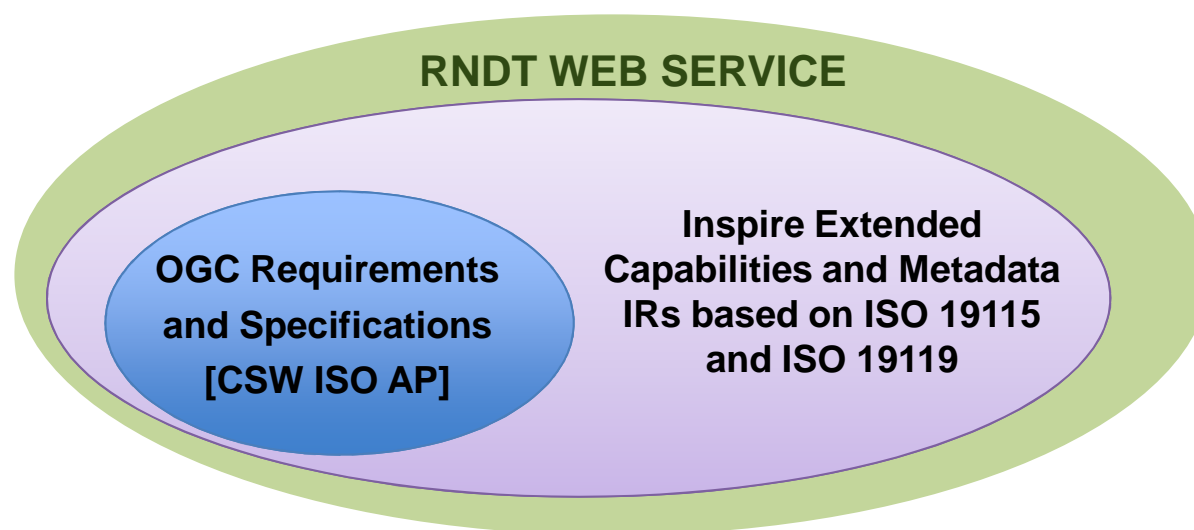 RNDT WEB SERVICE
OGC Requirements
and Specifications
[CSW ISO AP]
Inspire Extended
Capabilities and Metadata
IRs based on ISO 19115
and ISO 19119